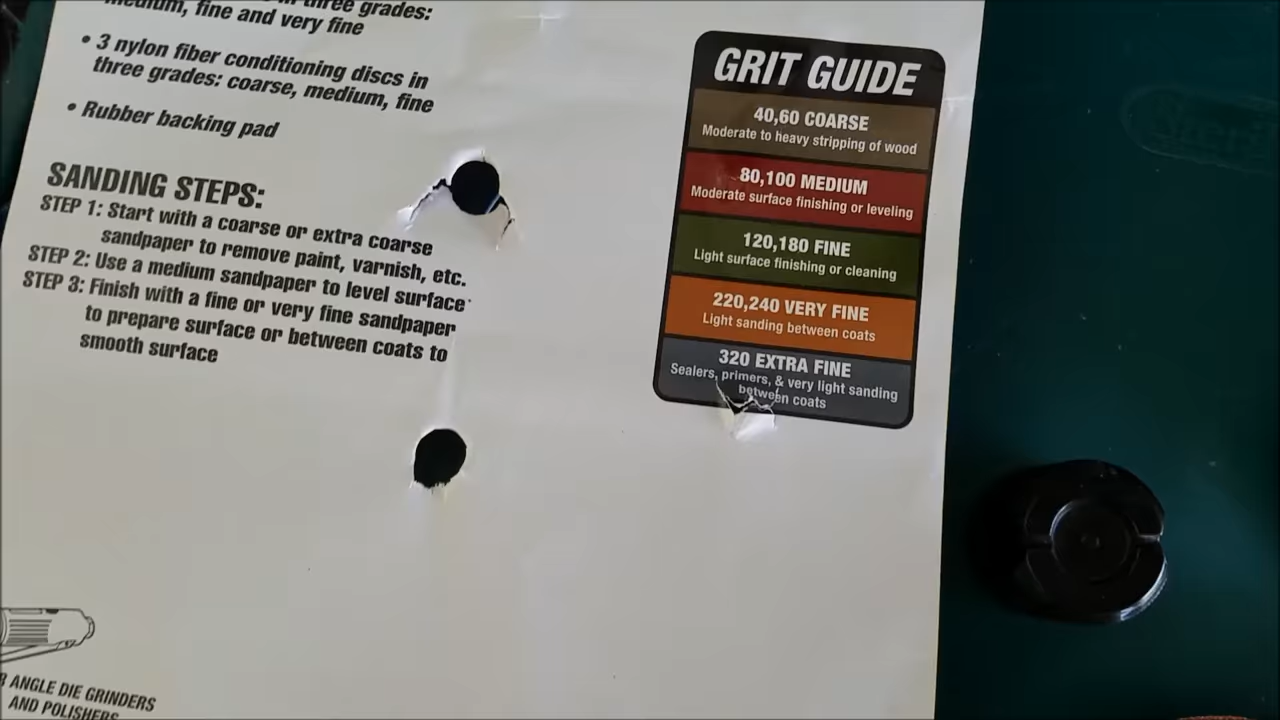 three grades:
medium, fine and very fine
• 3 nylon fiber conditioning discs in
three grades: coarse, medium, fine
• Rubber backing pad
SANDING STEPS:
STEP 1: Start with a coarse or extra coarse
sandpaper to remove paint, varnish, etc.
STEP 2: Use a medium sandpaper to level surface
STEP 3: Finish with a fine or very fine sandpaper
to prepare surface or between coats to
smooth surface
ANGLE DIE GRINDERS
AND POLISHERS
GRIT GUIDE
40,60 COARSE
Moderate to heavy stripping of wood
80,100 MEDIUM
Moderate surface finishing or leveling
120,180 FINE
Light surface finishing or cleaning
220,240 VERY FINE
Light sanding between coats
320 EXTRA FINE
Sealers, primers, & very light sanding
between coats